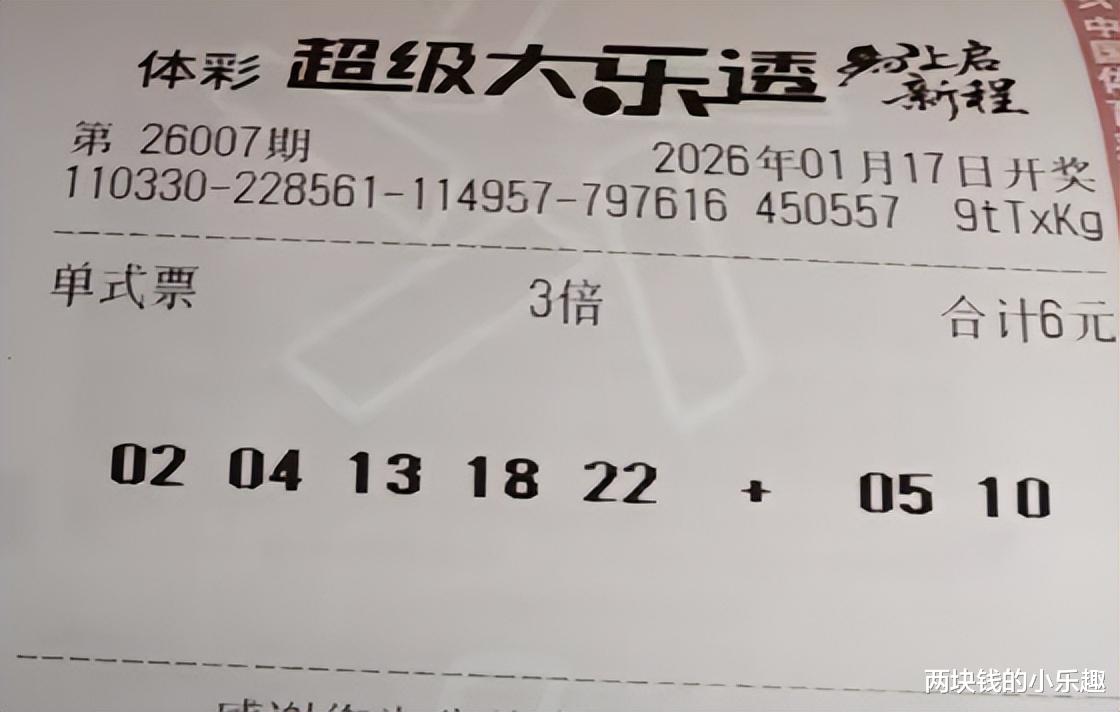 体彩 超级大乐透 马上启
新程
第 26007期 2026年01月17日开奖
110330-228561-114957-797616 450557 9tTxKg
单式票 3倍 合计6元
02 04 13 18 22 + 05 10
两块钱的小乐趣